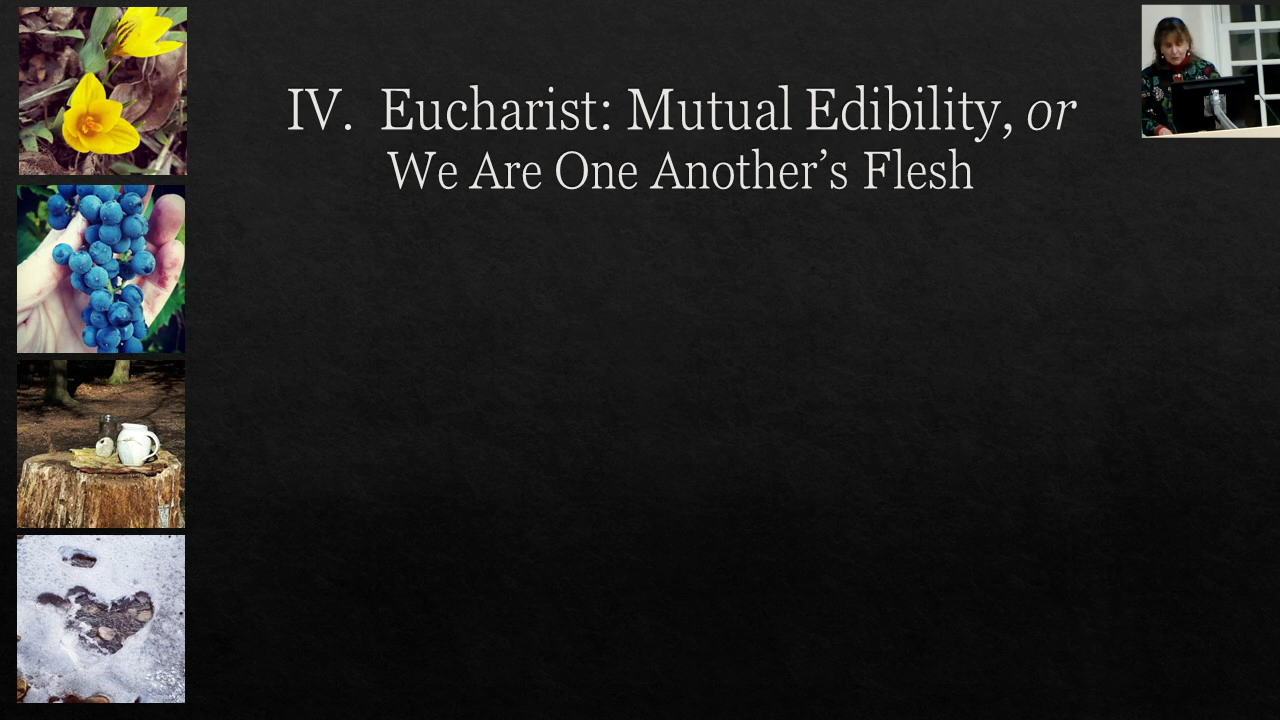 IV. Eucharist: Mutual Edibility, or
We Are One Another’s Flesh